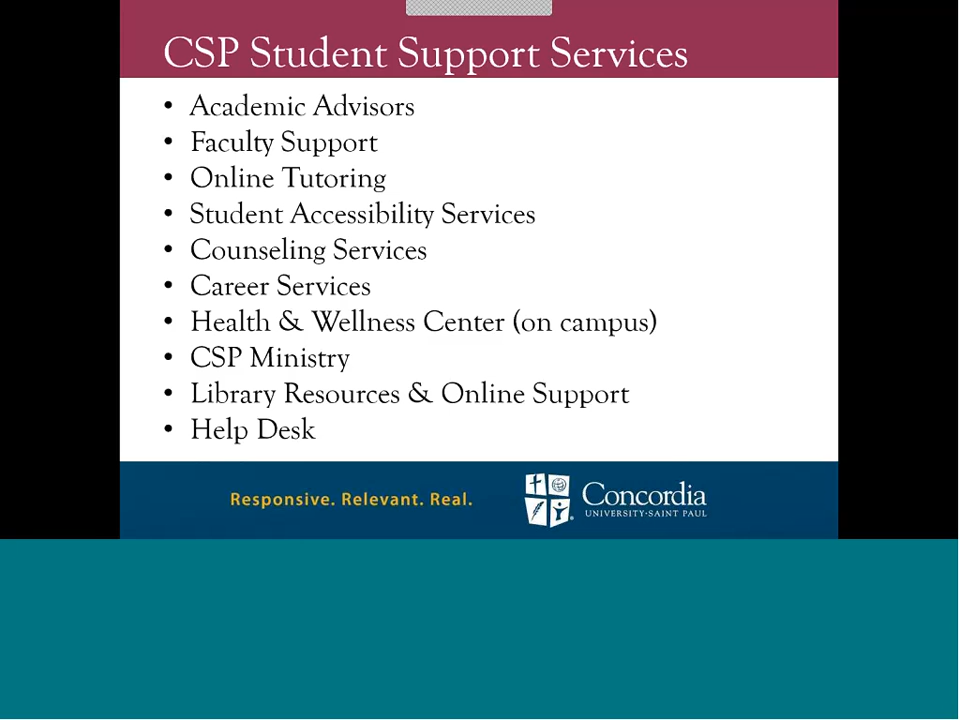 CSP Student Support Services
• Academic Advisors
• Faculty Support
• Online Tutoring
• Student Accessibility Services
• Counseling Services
• Career Services
• Health & Wellness Center (on campus)
• CSP Ministry
• Library Resources & Online Support
• Help Desk
Responsive. Relevant. Real.
Concordia
UNIVERSITY·SAINT PAUL